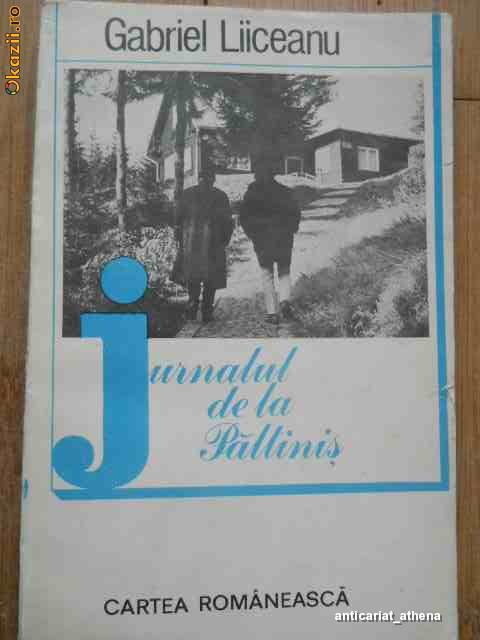 Okazii.ro
Gabriel Liiceanu
Jurnalul
de la
Păltiniș
CARTEA ROMÂNEASCĂ
anticariat_athena